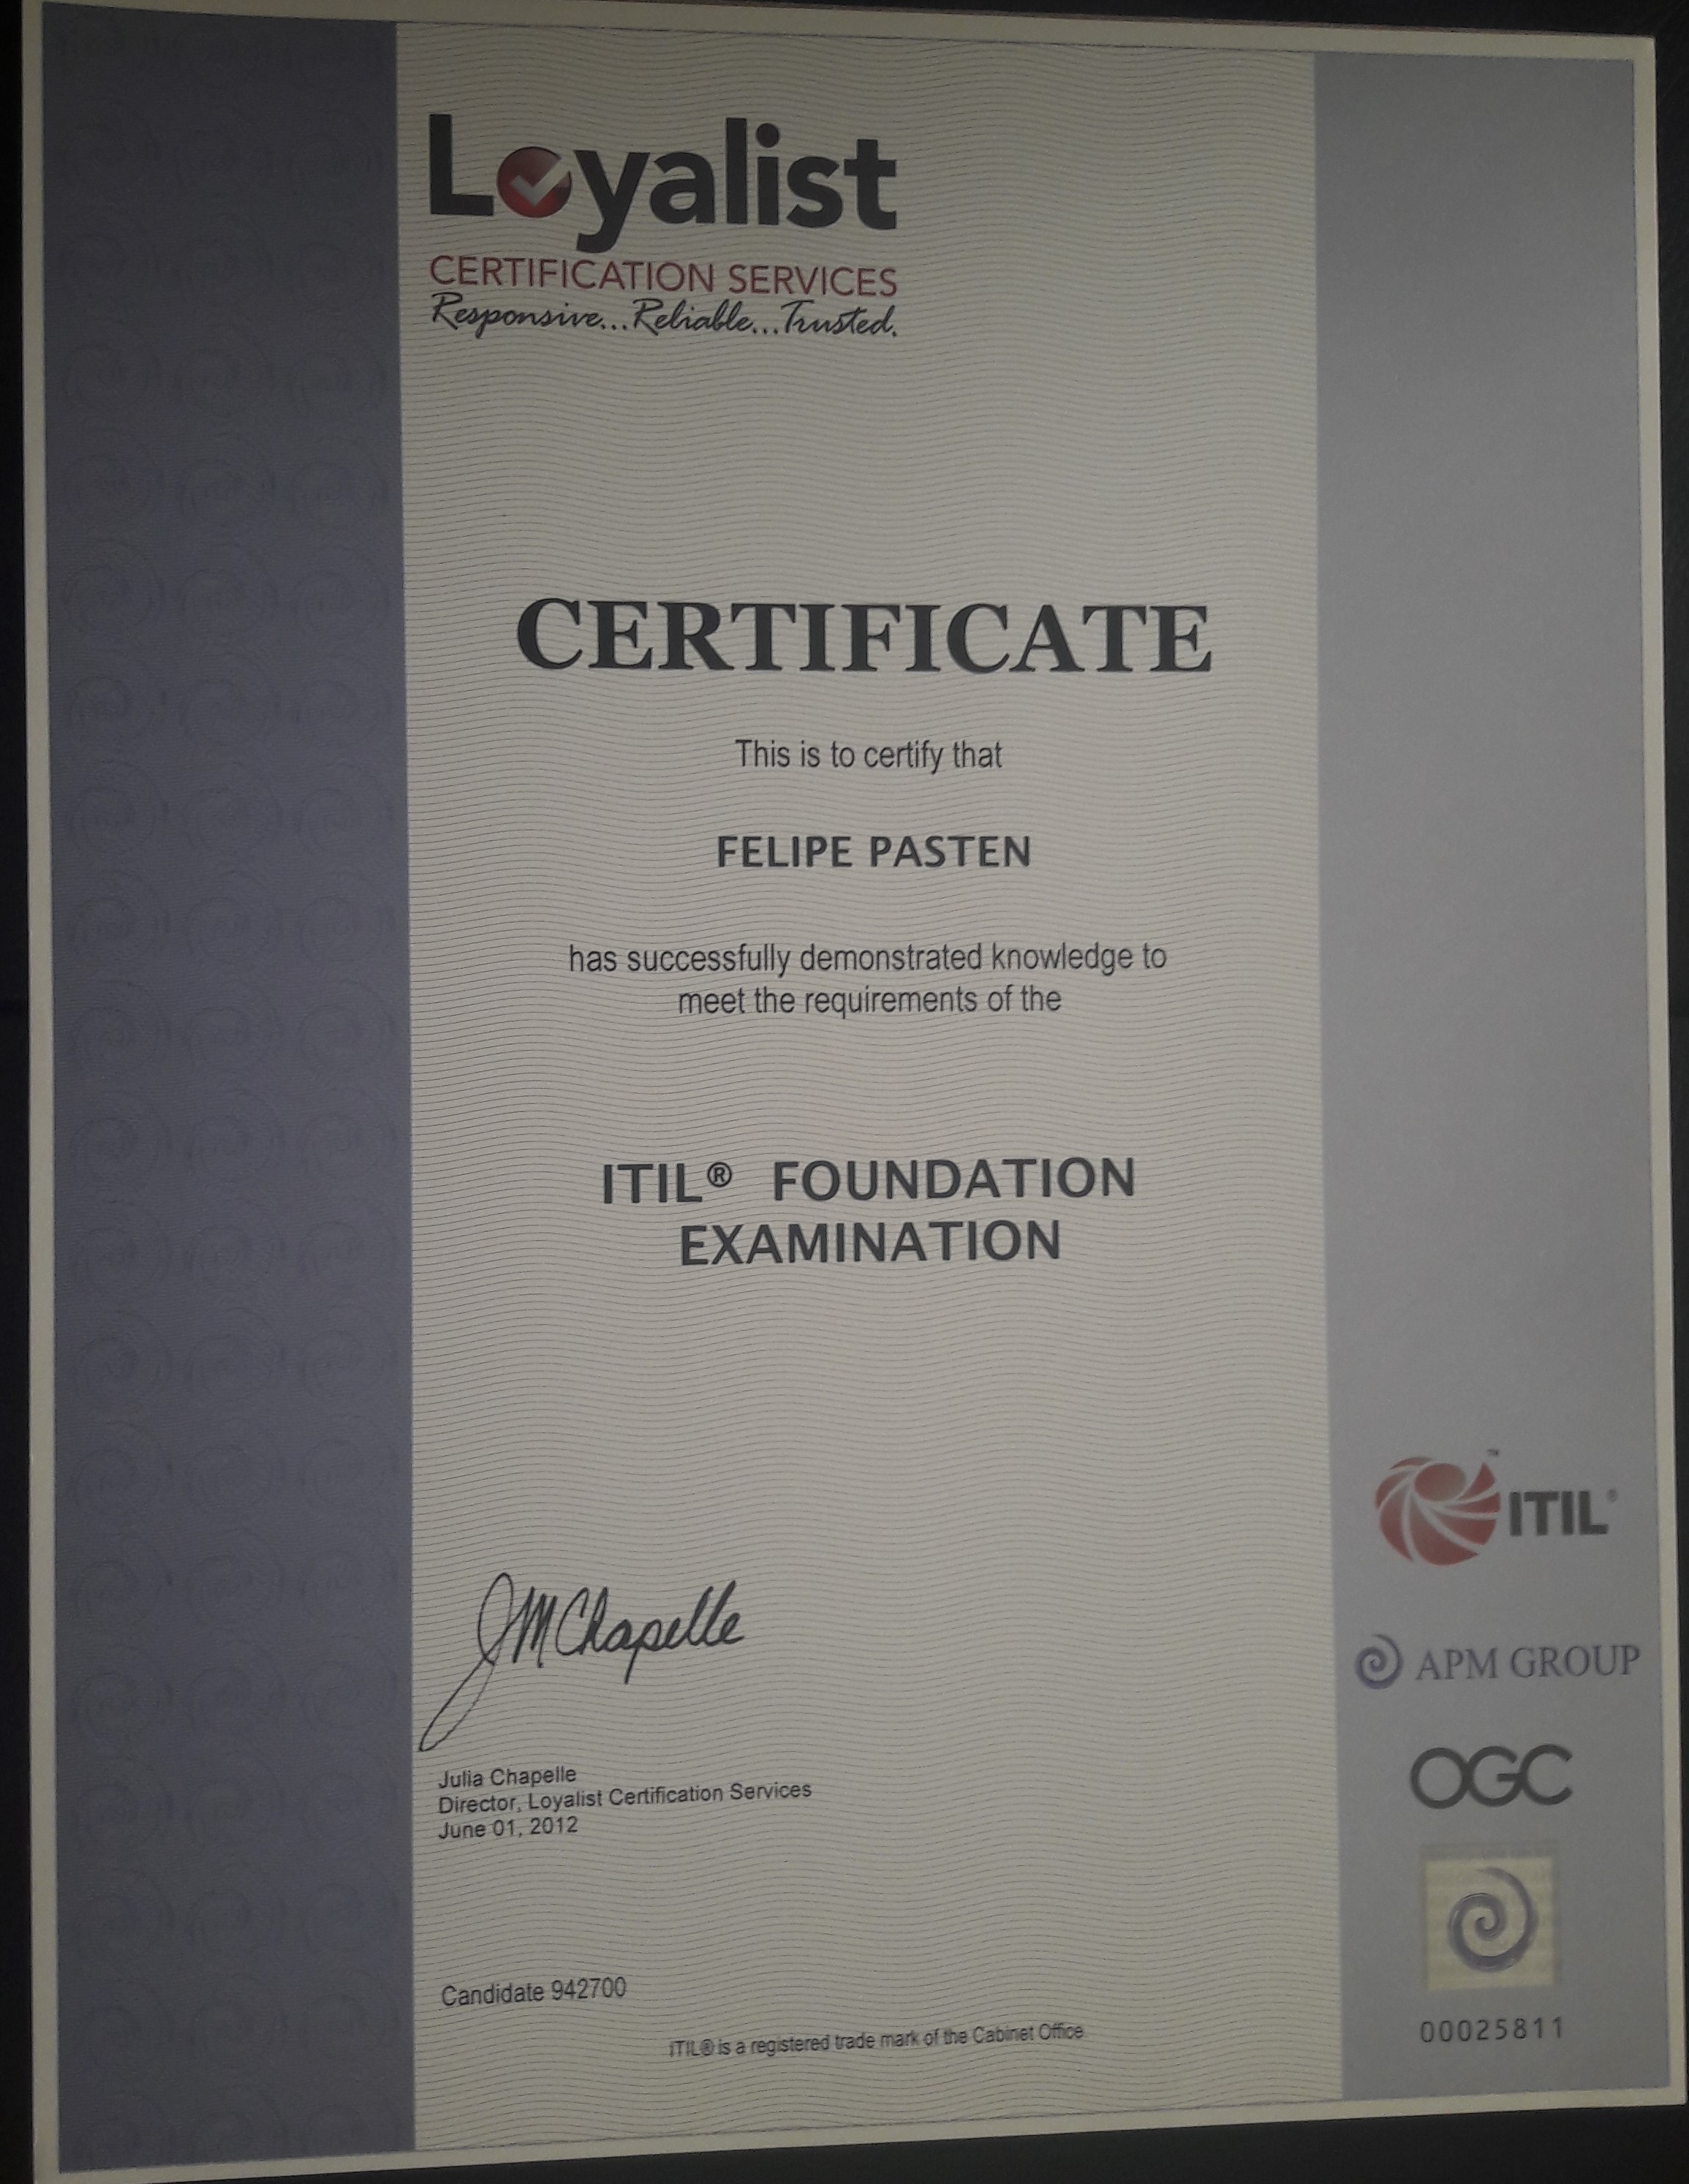 Loyalist
CERTIFICATION SERVICES
Responsive...Reliable...Trusted.
CERTIFICATE
This is to certify that
FELIPE PASTEN
has successfully demonstrated knowledge to
meet the requirements of the
ITIL® FOUNDATION
EXAMINATION
JMChapelle
Julia Chapelle
Director, Loyalist Certification Services
June 01, 2012
Candidate 942700
ITIL® is a registered trade mark of the Cabinet Office
™
ITIL®
APM GROUP
OGC
00025811